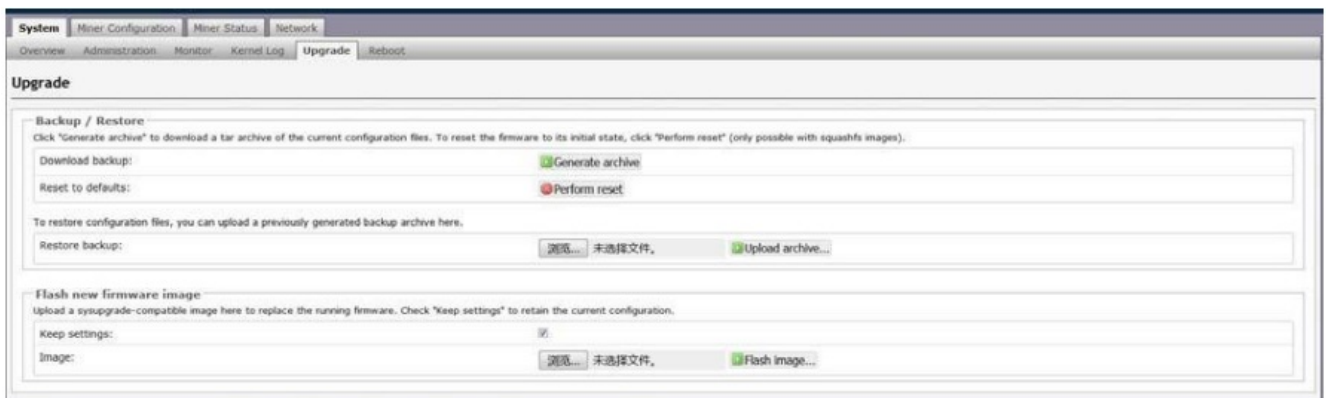 System Miner Configuration Miner Status Network
Overview Administration Monitor Kernel Log Upgrade Reboot
Upgrade
Backup / Restore
Click "Generate archive" to download a tar archive of the current configuration files. To reset the firmware to its initial state, click "Perform reset" (only possible with squashfs images).
Download backup: Generate archive
Reset to defaults: Perform reset
To restore configuration files, you can upload a previously generated backup archive here.
Restore backup: 浏览... 未选择文件。 Upload archive...
Flash new firmware image
Upload a sysupgrade-compatible image here to replace the running firmware. Check "Keep settings" to retain the current configuration.
Keep settings:
Image: 浏览... 未选择文件。 Flash image...